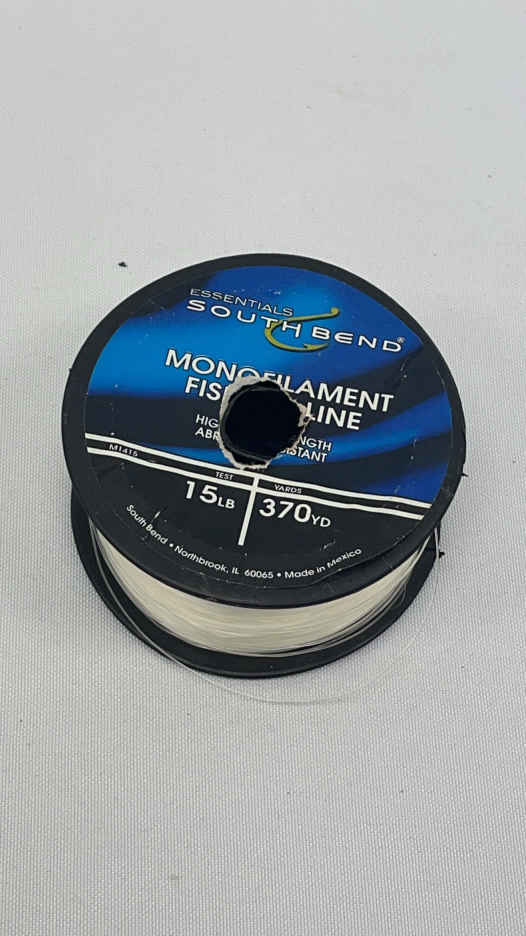 ESSENTIALS
SOUTH BEND®
MONOFILAMENT
FIS LINE
HIG NGTH
ABR ISTANT
M1415
TEST YARDS
15LB 370YD
South Bend • Northbrook, IL 60065 • Made in Mexico